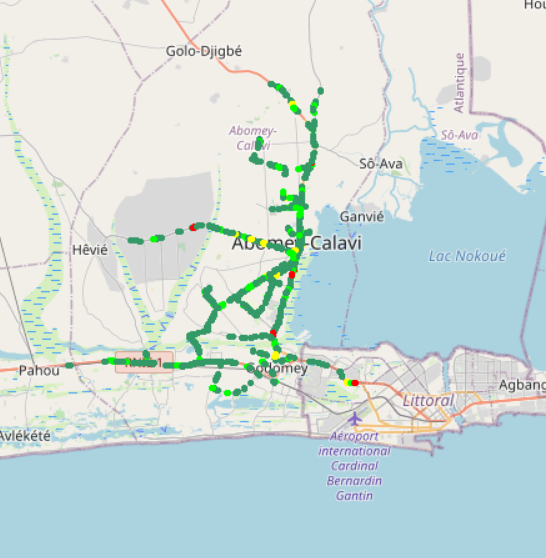 Hou
Golo-Djigbé
Atlantique
Abomey-
Calavi
Sô-Ava
Sô-Ava
Ganvié
Abomey-Calavi
Hêvié
Lac Nokoué
Pahou
Godomey
Agbang
Littoral
Avlékété
Aéroport
international
Cardinal
Bernardin
Gantin